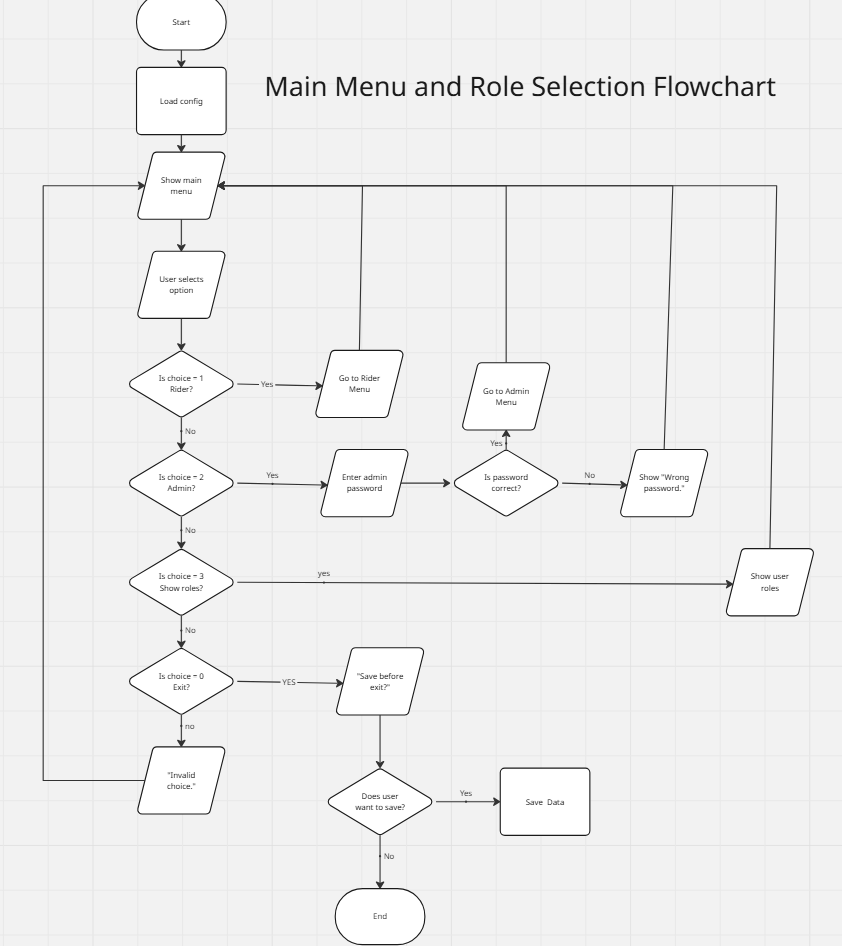 Start
Main Menu and Role Selection Flowchart
Load config
Show main
menu
User selects
option
Is choice = 1
Rider?
Yes
Go to Rider
Menu
Go to Admin
Menu
No
Yes
Is choice = 2
Admin?
Yes
Enter admin
password
Is password
correct?
No
Show "Wrong
password."
No
Is choice = 3
Show roles?
yes
Show user
roles
No
Is choice = 0
Exit?
YES
"Save before
exit?"
no
"Invalid
choice."
Does user
want to save?
Yes
Save Data
No
End